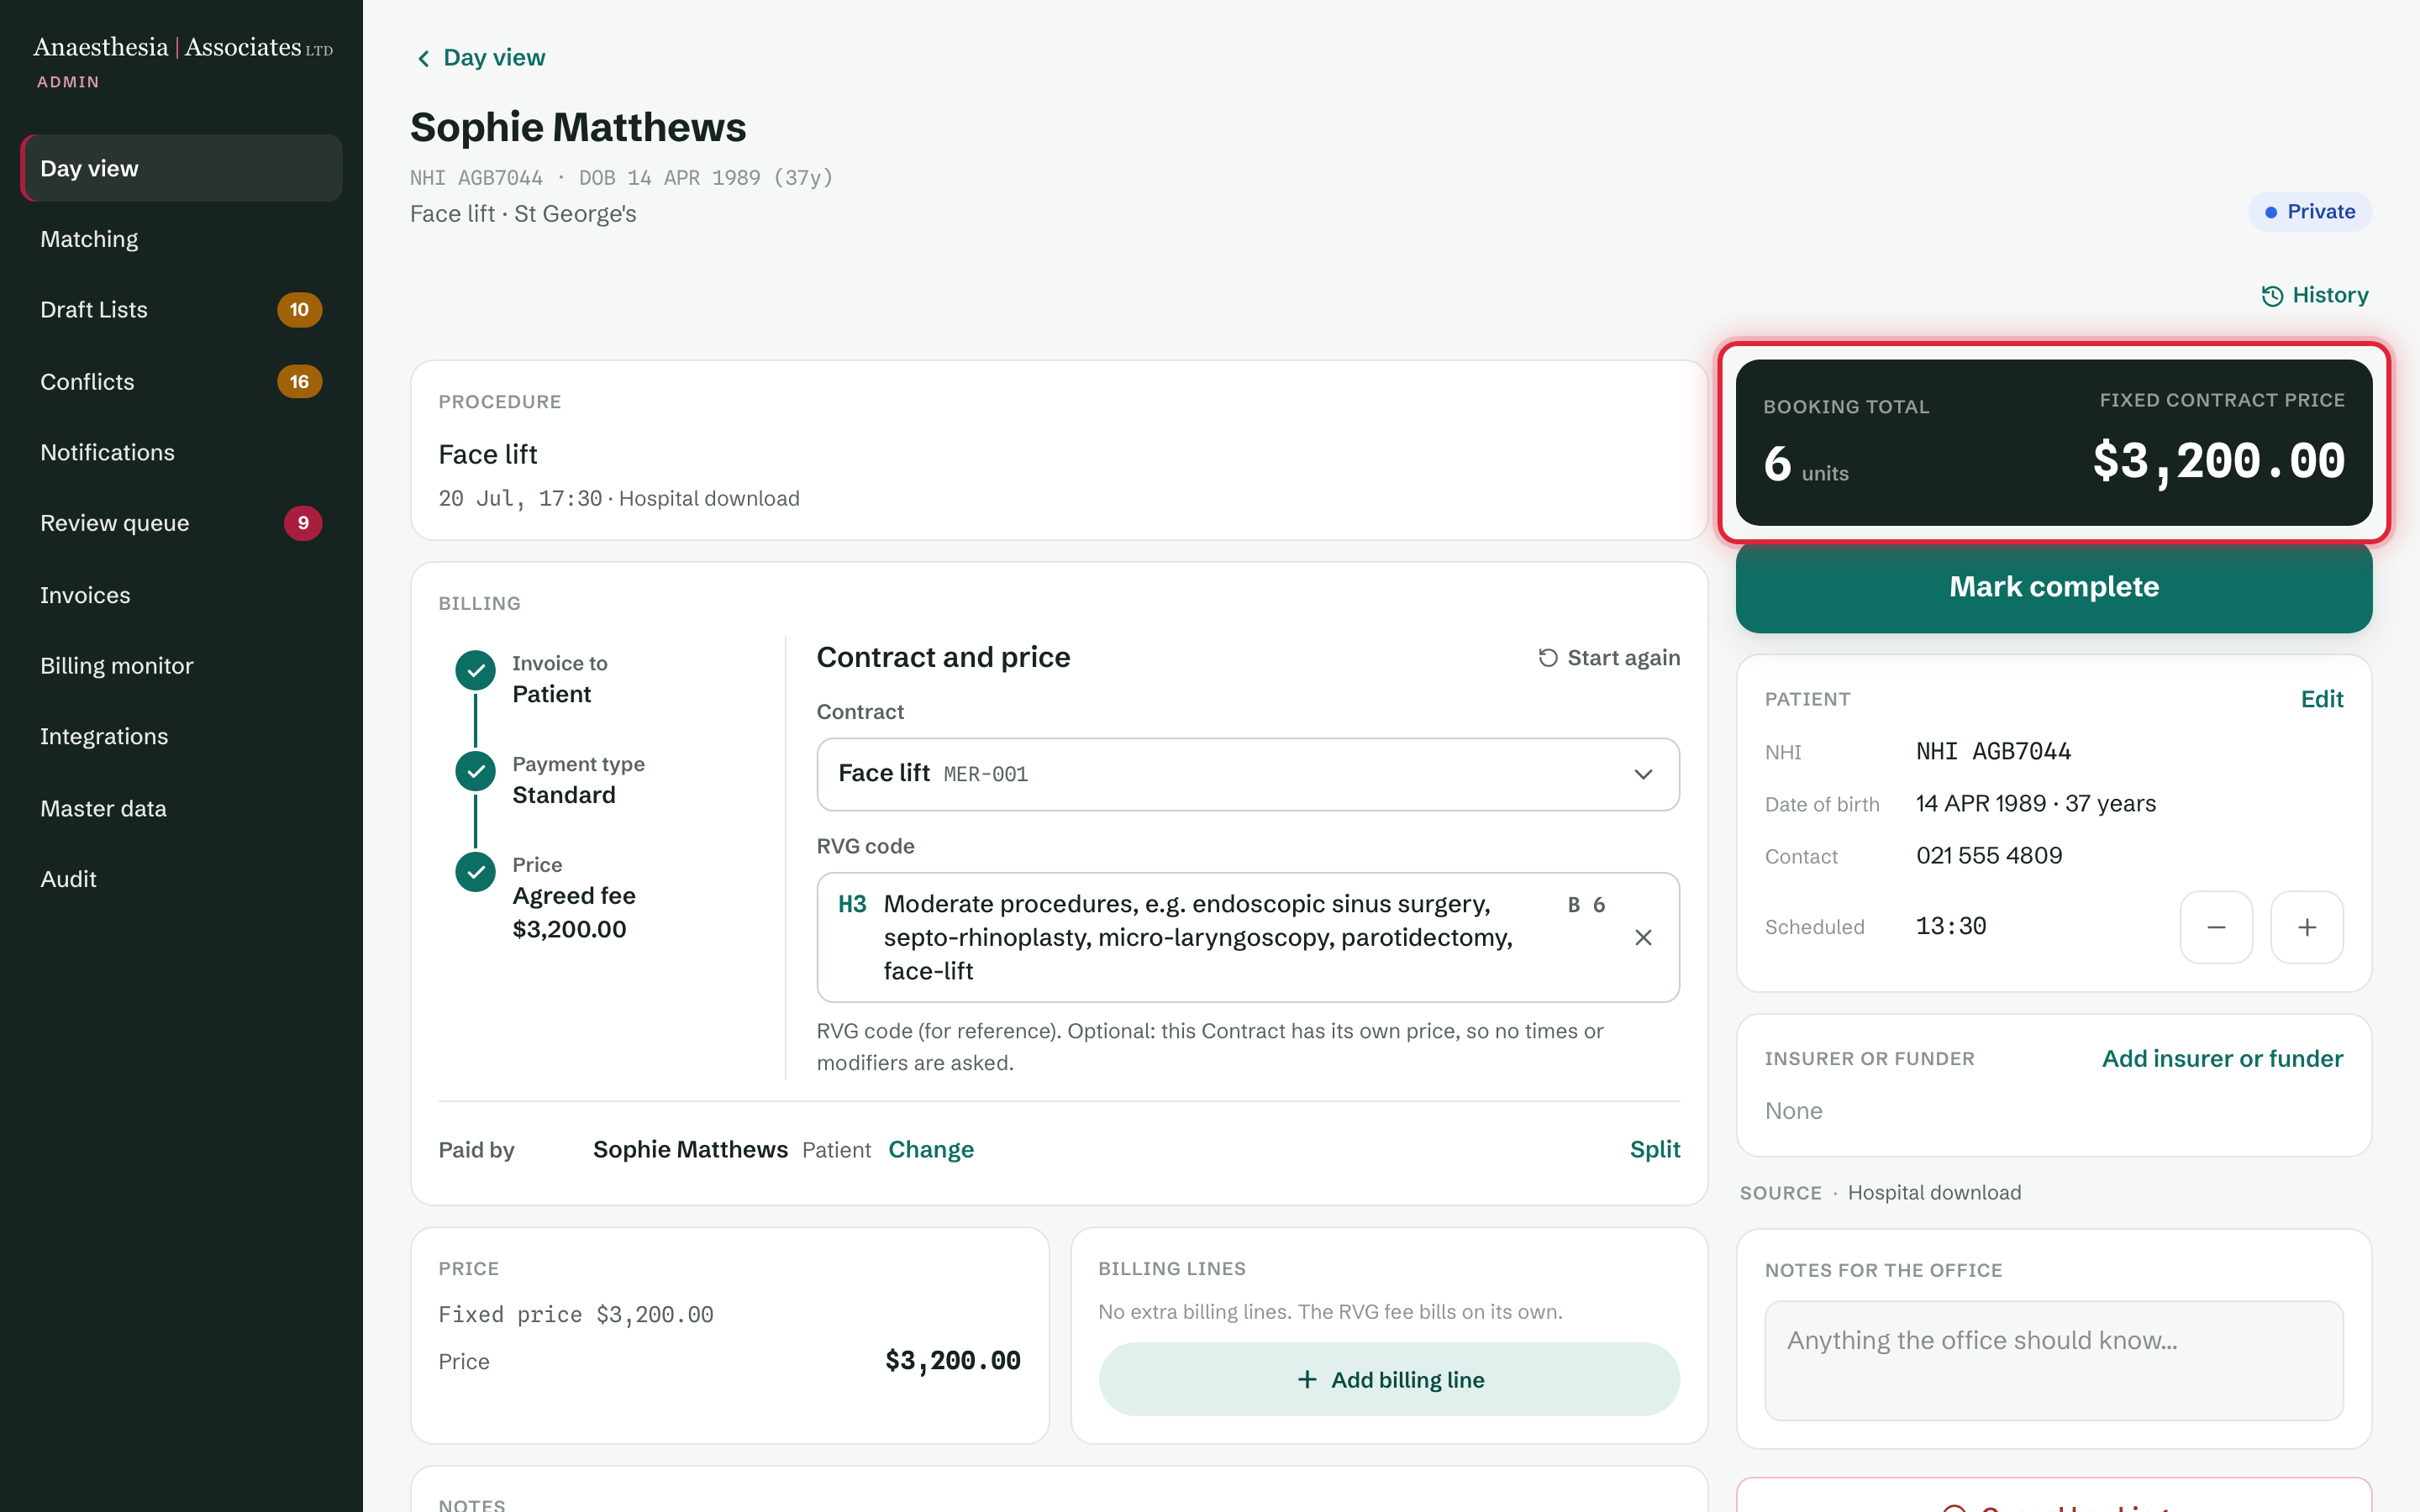 Anaesthesia | Associates LTD
ADMIN
Day view
Matching
Draft Lists 10
Conflicts 16
Notifications
Review queue 9
Invoices
Billing monitor
Integrations
Master data
Audit
Day view
Sophie Matthews
NHI AGB7044 · DOB 14 APR 1989 (37y)
Face lift · St George's
Private
History
PROCEDURE
Face lift
20 Jul, 17:30 · Hospital download
BOOKING TOTAL
6 units
FIXED CONTRACT PRICE
$3,200.00
Mark complete
BILLING
Invoice to
Patient
Payment type
Standard
Price
Agreed fee
$3,200.00
Contract and price
Start again
Contract
Face lift MER-001
RVG code
H3 Moderate procedures, e.g. endoscopic sinus surgery, B 6
septo-rhinoplasty, micro-laryngoscopy, parotidectomy,
face-lift
RVG code (for reference). Optional: this Contract has its own price, so no times or
modifiers are asked.
Paid by Sophie Matthews Patient Change Split
PRICE
Fixed price $3,200.00
Price $3,200.00
BILLING LINES
No extra billing lines. The RVG fee bills on its own.
+ Add billing line
NOTES
PATIENT Edit
NHI NHI AGB7044
Date of birth 14 APR 1989 · 37 years
Contact 021 555 4809
Scheduled 13:30 − +
INSURER OR FUNDER Add insurer or funder
None
SOURCE · Hospital download
NOTES FOR THE OFFICE
Anything the office should know...